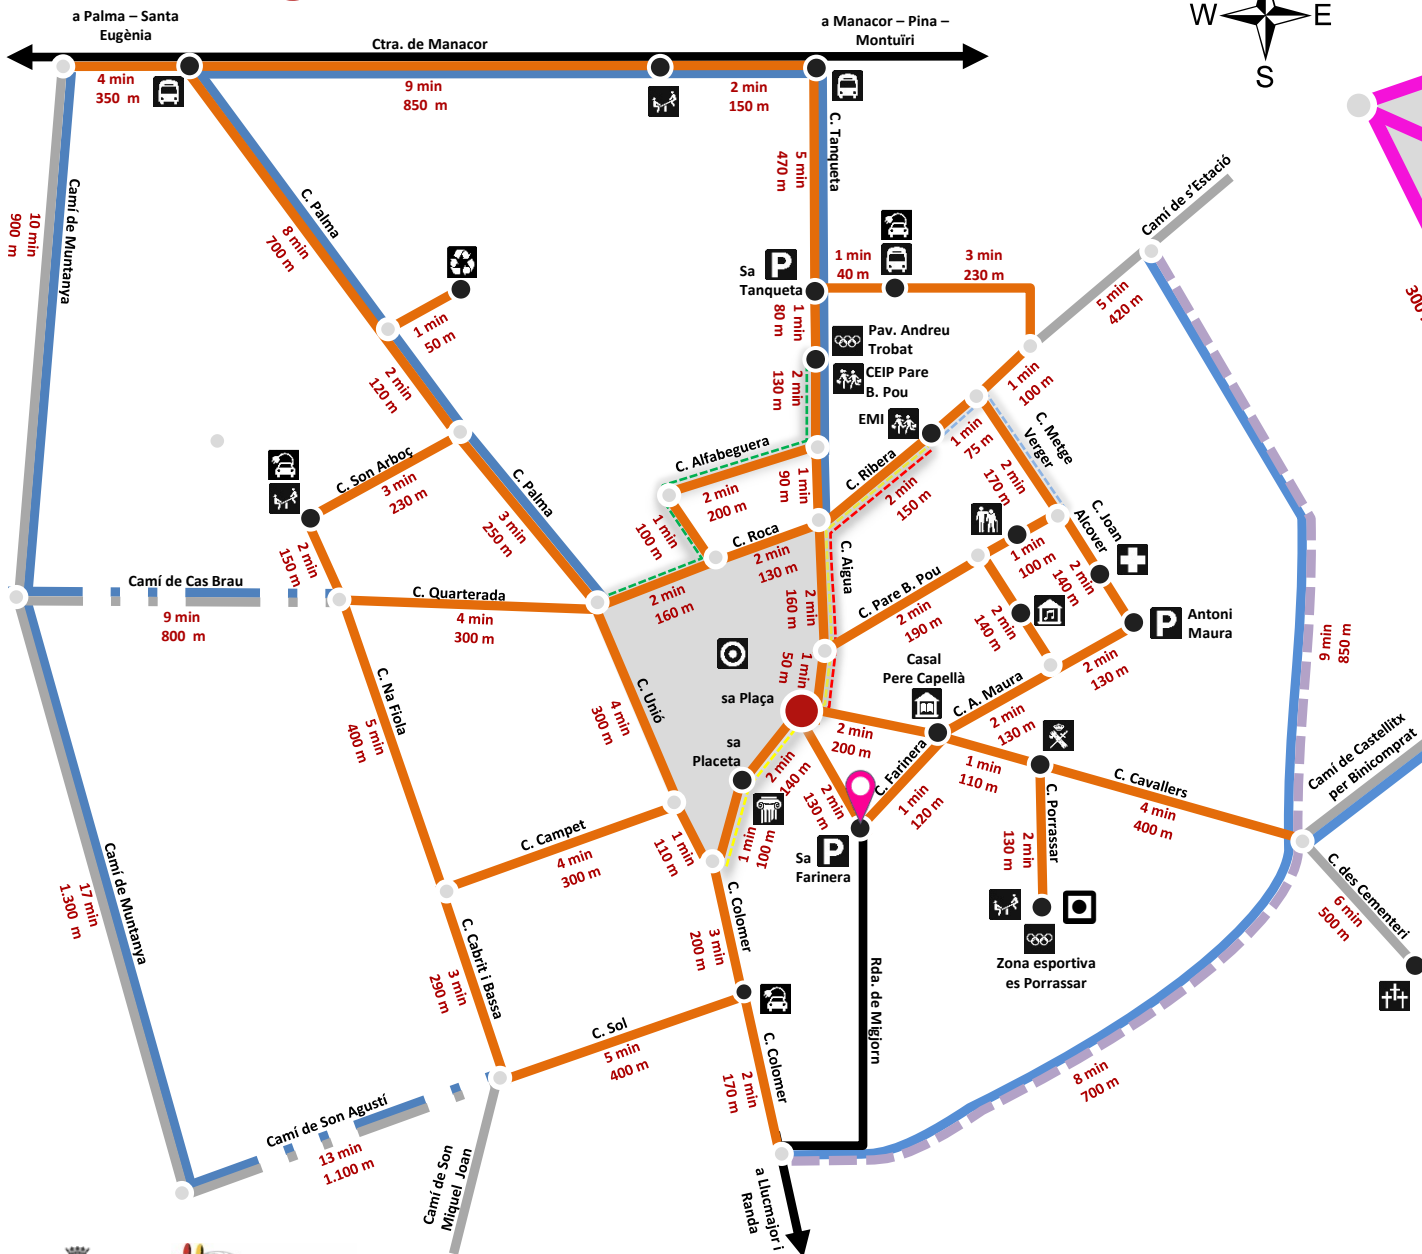 a Palma – Santa
Eugènia
Ctra. de Manacor
a Manacor – Pina –
Montuïri
W
E
S
4 min
350 m
9 min
850 m
2 min
150 m
C. Tanqueta
5 min
470 m
Camí de Muntanya
10 min
900 m
C. Palma
8 min
700 m
Camí de s'Estació
Sa
Tanqueta
P
1 min
40 m
3 min
230 m
5 min
420 m
300
1 min
50 m
1 min
80 m
Pav. Andreu
Trobat
CEIP Pare
B. Pou
2 min
130 m
2 min
120 m
EMI
1 min
100 m
C. Metge
Verger
1 min
75 m
C. Alfabeguera
C. Ribera
2 min
170 m
C. Son Arboç
3 min
230 m
C. Palma
3 min
250 m
2 min
200 m
1 min
90 m
2 min
150 m
1 min
100 m
C. Roca
2 min
130 m
C. Aigua
C. Joan
Alcover
1 min
100 m
2 min
140 m
2 min
150 m
Camí de Cas Brau
9 min
800 m
C. Quarterada
4 min
300 m
2 min
160 m
2 min
160 m
C. Pare B. Pou
2 min
190 m
2 min
140 m
P
Antoni
Maura
9 min
850 m
1 min
50 m
Casal
Pere Capellà
2 min
130 m
C. Na Fiola
5 min
400 m
C. Unió
4 min
300 m
sa Plaça
C. A. Maura
2 min
130 m
sa
Placeta
2 min
140 m
2 min
200 m
C. Farinera
2 min
130 m
1 min
120 m
1 min
110 m
C. Cavallers
4 min
400 m
Camí de Castellitx
per Binicomprat
C. Porrassar
2 min
130 m
C. Campet
4 min
300 m
1 min
110 m
1 min
100 m
Sa
Farinera
P
C. des Cementeri
6 min
500 m
Camí de Muntanya
17 min
1.300 m
C. Colomer
3 min
200 m
C. Cabrit i Bassa
3 min
290 m
Zona esportiva
es Porrassar
Rda. de Migjorn
C. Sol
5 min
400 m
C. Colomer
2 min
170 m
8 min
700 m
Camí de Son Agustí
13 min
1.100 m
Camí de Son
Miquel Joan
a Llucmajor i
Randa